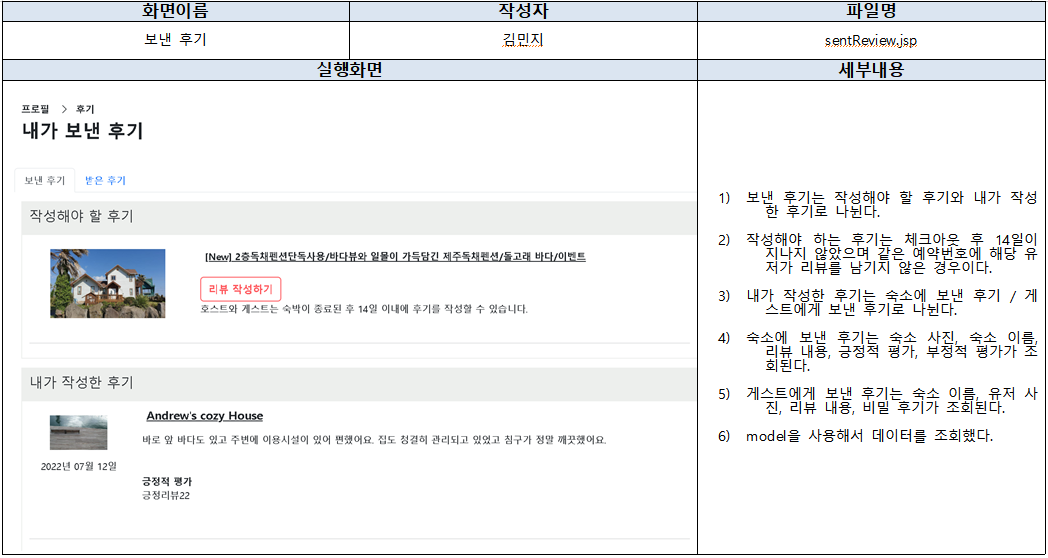 화면이름 작성자 파일명
보낸 후기 김민지 sentReview.jsp
실행화면 세부내용
프로필 > 후기
내가 보낸 후기
보낸 후기 받은 후기
작성해야 할 후기
[New] 2층독채펜션단독사용/바다뷰와 일몰이 가득담긴 제주독채펜션/돌고래 바다/이벤트
리뷰 작성하기
호스트와 게스트는 숙박이 종료된 후 14일 이내에 후기를 작성할 수 있습니다.
내가 작성한 후기
Andrew's cozy House
바로 앞 바다도 있고 주변에 이용시설이 있어 편했어요. 집도 청결히 관리되고 있었고 침구가 정말 깨끗했어요.
2022년 07월 12일
긍정적 평가
긍정리뷰22
1) 보낸 후기는 작성해야 할 후기와 내가 작성
한 후기로 나뉜다.
2) 작성해야 하는 후기는 체크아웃 후 14일이
지나지 않았으며 같은 예약번호에 해당 유
저가 리뷰를 남기지 않은 경우이다.
3) 내가 작성한 후기는 숙소에 보낸 후기 / 게
스트에게 보낸 후기로 나뉜다.
4) 숙소에 보낸 후기는 숙소 사진, 숙소 이름,
리뷰 내용, 긍정적 평가, 부정적 평가가 조
회된다.
5) 게스트에게 보낸 후기는 숙소 이름, 유저 사
진, 리뷰 내용, 비밀 후기가 조회된다.
6) model을 사용해서 데이터를 조회했다.